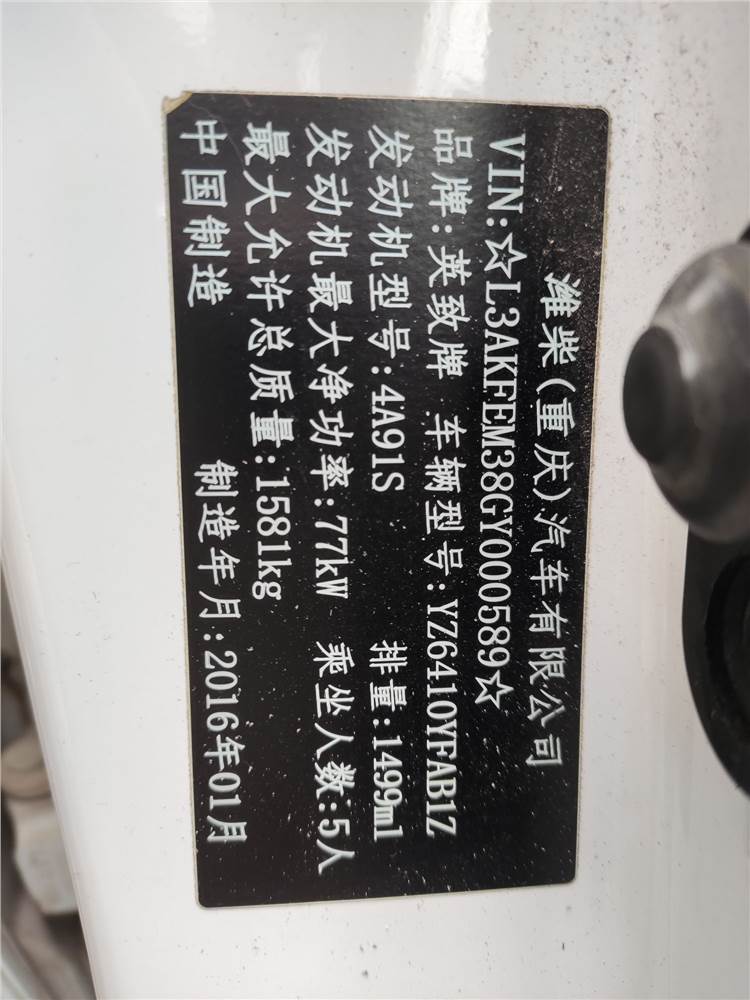 潍柴(重庆)汽车有限公司
VIN:☆L3AKFEM38GY000589☆
品牌:英致牌 车辆型号:YZ6410YFAB1Z
发动机型号:4A91S 排量:1499ml
发动机最大净功率:77kW 乘坐人数:5人
最大允许总质量:1581kg
中国制造 制造年月:2016年01月